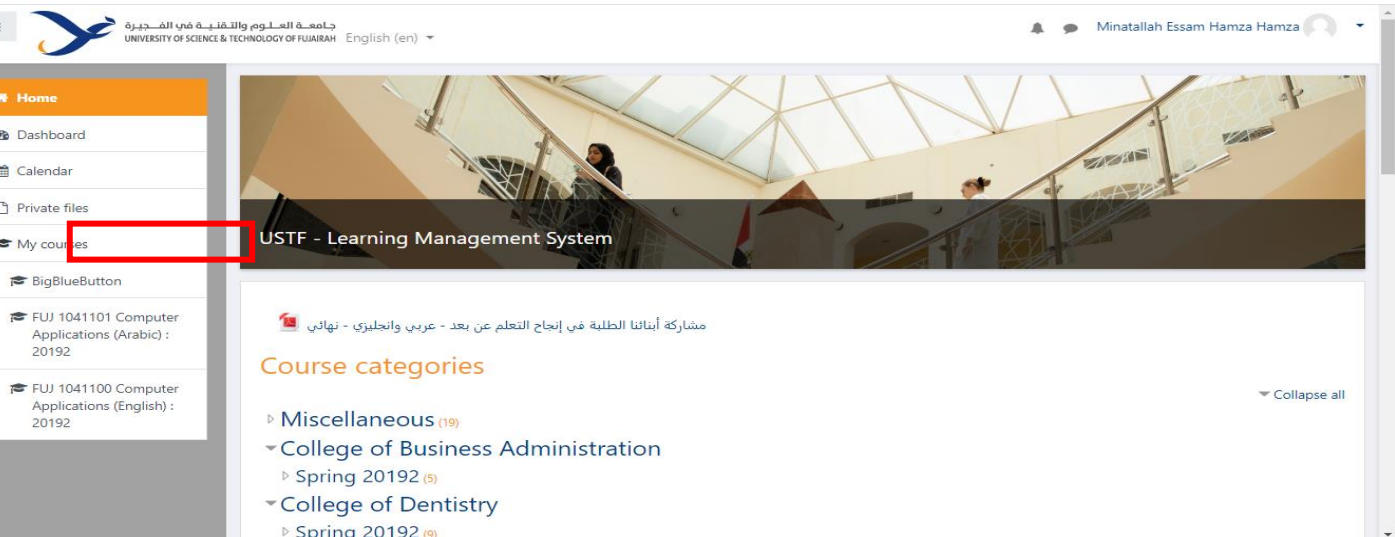 جامعة العلوم والتقنية في الفجيرة
UNIVERSITY OF SCIENCE & TECHNOLOGY OF FUJAIRAH
English (en)
Minatallah Essam Hamza Hamza
Home
Dashboard
Calendar
Private files
My courses
BigBlueButton
FUJ 1041101 Computer
Applications (Arabic) :
20192
FUJ 1041100 Computer
Applications (English) :
20192
USTF - Learning Management System
مشاركة أبنائنا الطلبة في إنجاح التعلم عن بعد - عربي وانجليزي - نهائي
Course categories
Collapse all
Miscellaneous (19)
College of Business Administration
Spring 20192 (5)
College of Dentistry
Spring 20192 (9)